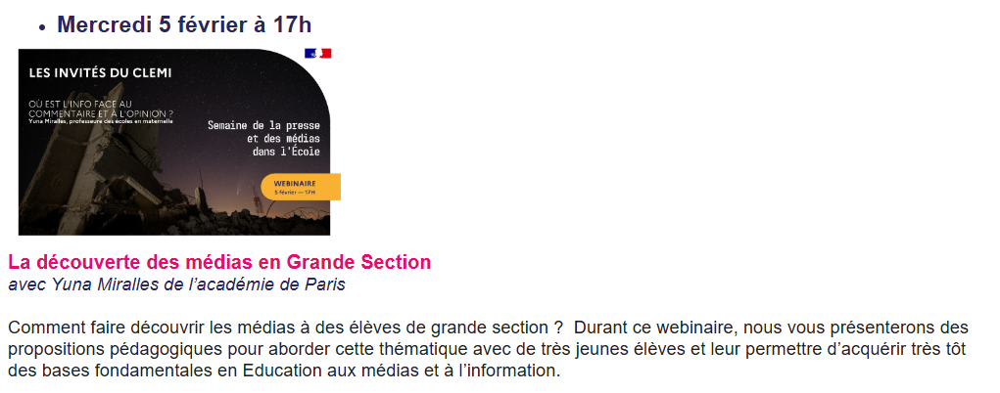 Mercredi 5 février à 17h
LES INVITÉS DU CLEMI
OÙ EST L'INFO FACE AU
COMMENTAIRE ET À L'OPINION ?
Yuna Miralles, professeure des écoles en maternelle
Semaine de la presse
et des médias
dans l'École
WEBINAIRE
5 février — 17H
La découverte des médias en Grande Section
avec Yuna Miralles de l’académie de Paris
Comment faire découvrir les médias à des élèves de grande section ?  Durant ce webinaire, nous vous présenterons des
propositions pédagogiques pour aborder cette thématique avec de très jeunes élèves et leur permettre d’acquérir très tôt
des bases fondamentales en Education aux médias et à l’information.